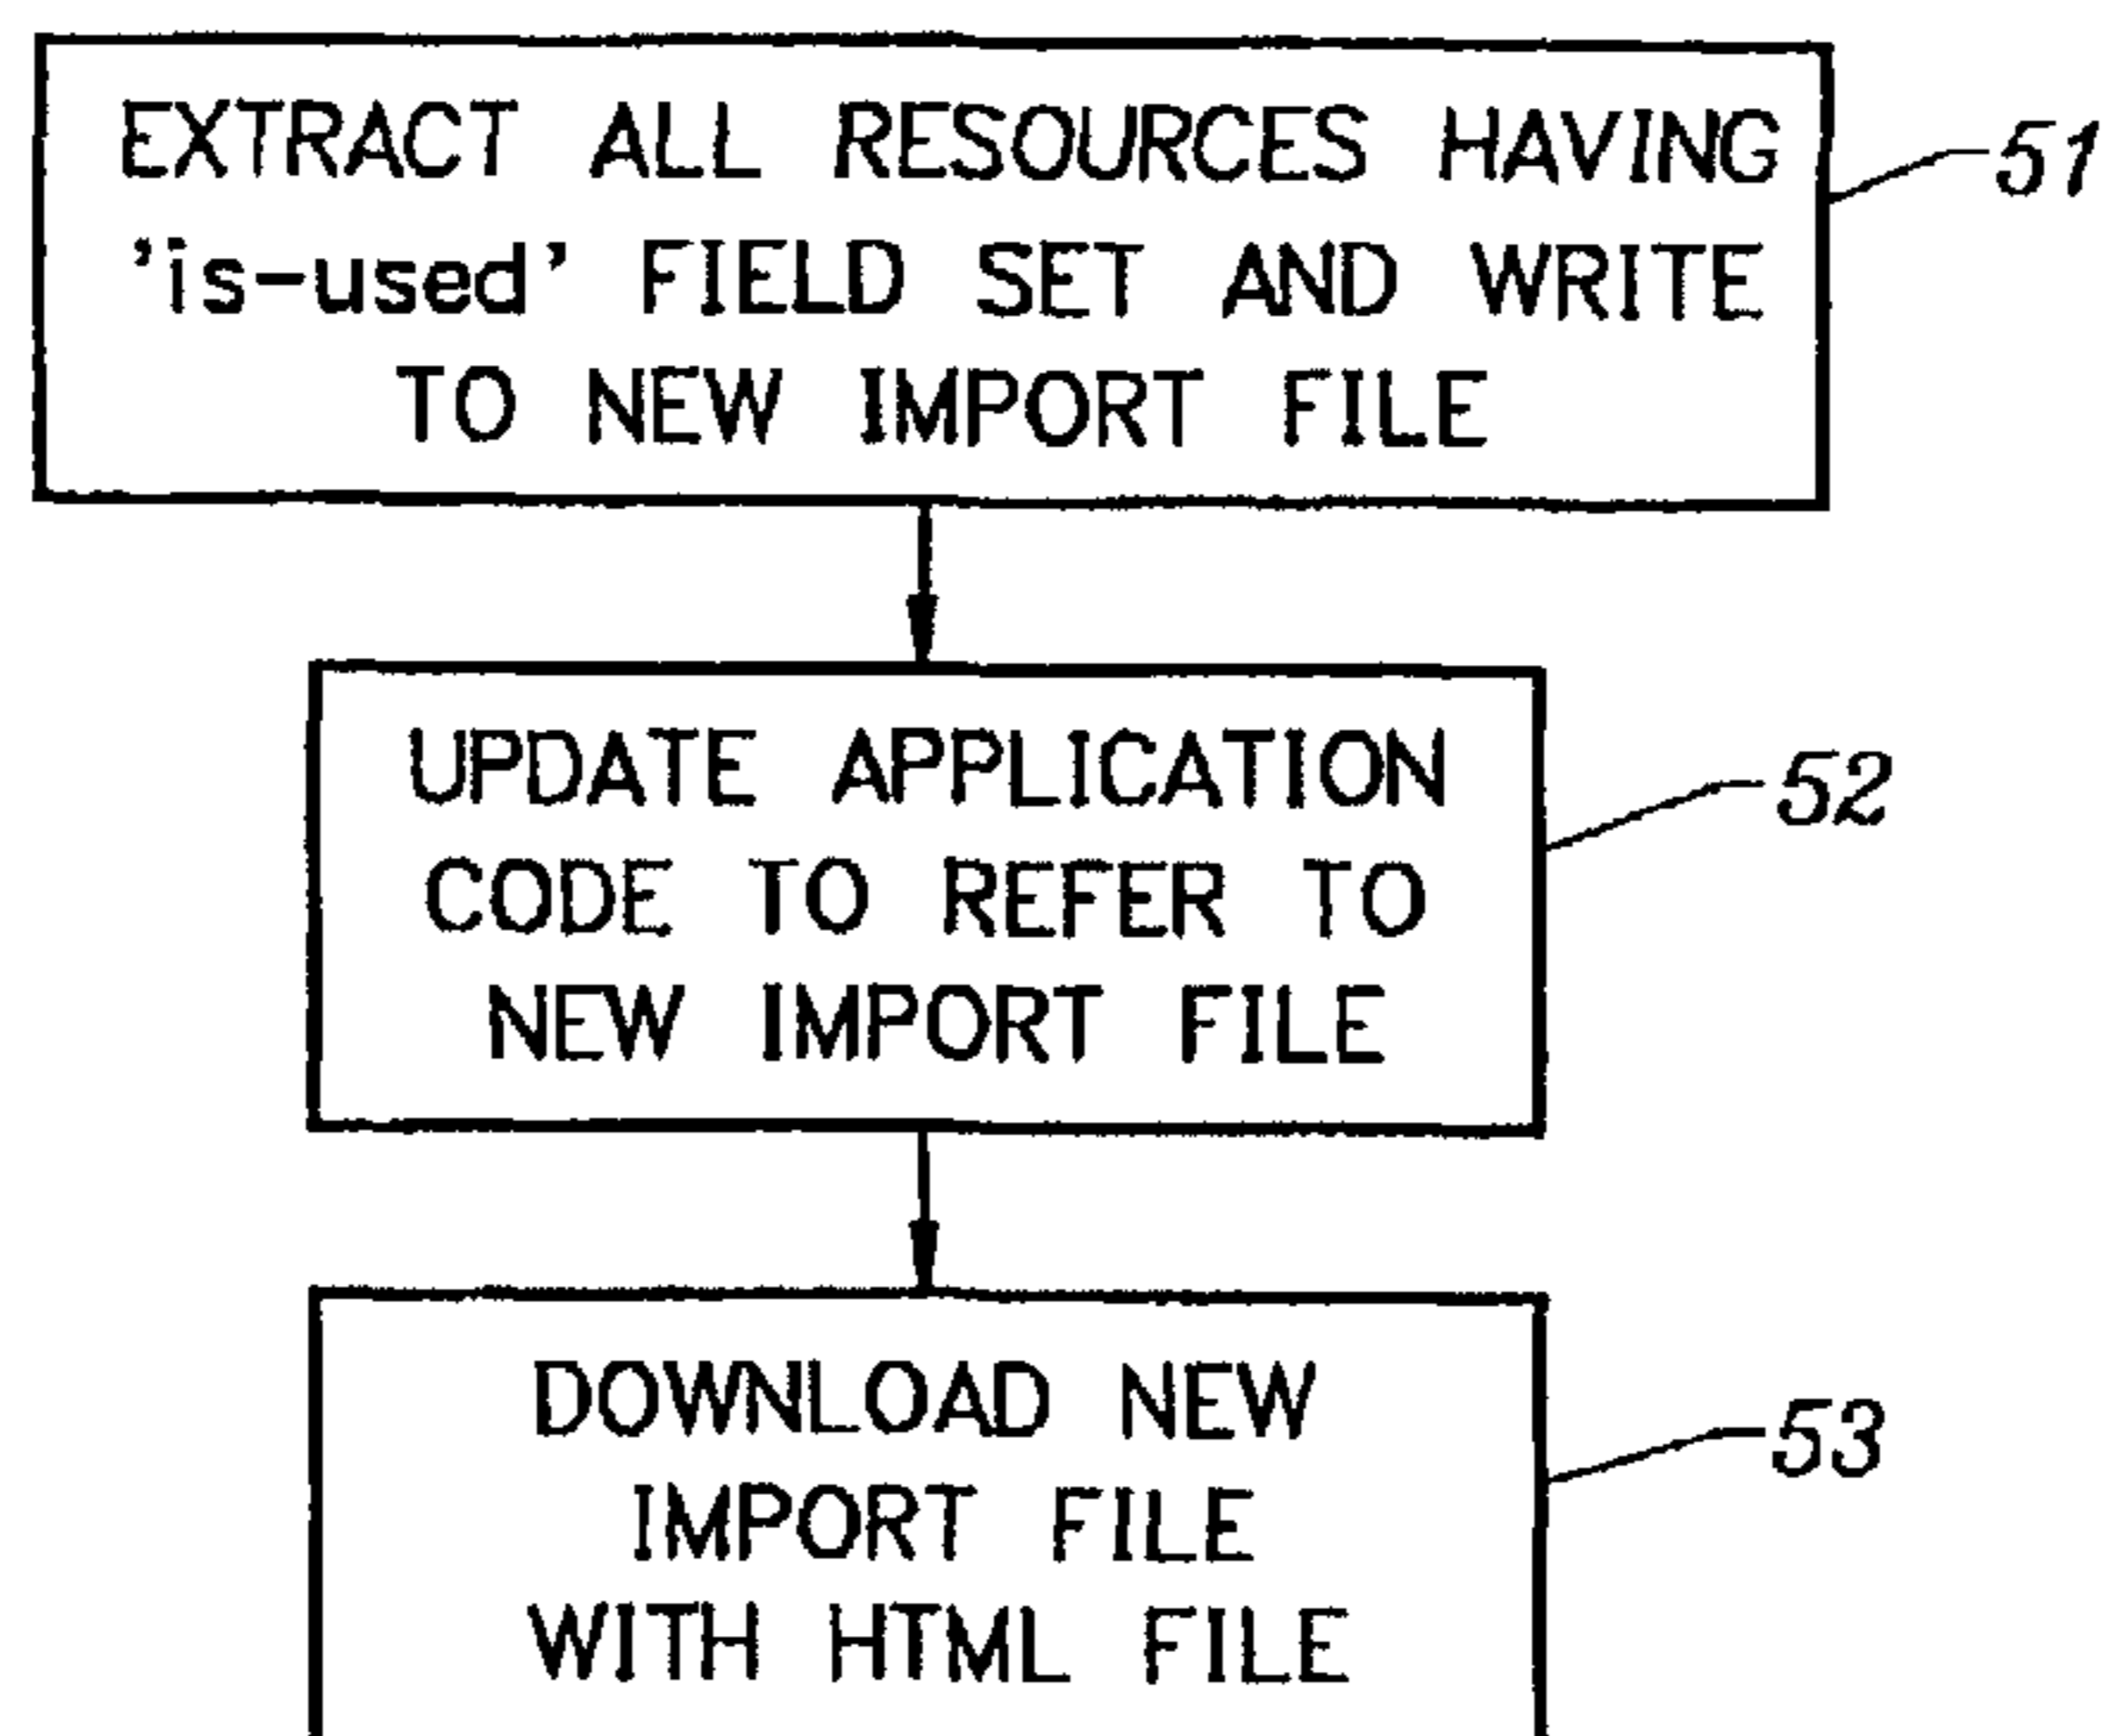 EXTRACT ALL RESOURCES HAVING
'is-used' FIELD SET AND WRITE
TO NEW IMPORT FILE
51
UPDATE APPLICATION
CODE TO REFER TO
NEW IMPORT FILE
52
DOWNLOAD NEW
IMPORT FILE
WITH HTML FILE
53